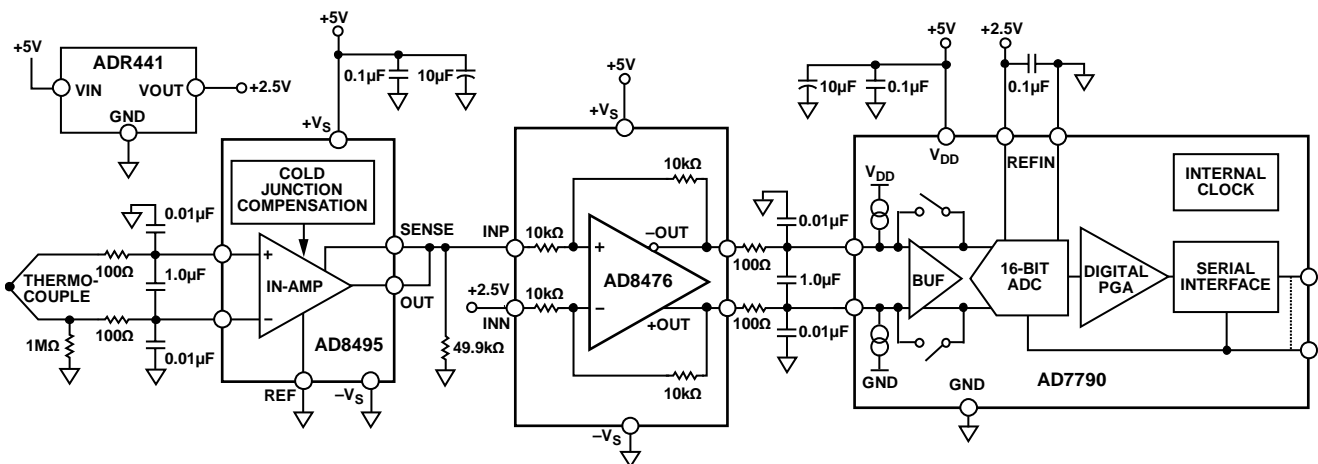 +5V
ADR441
VIN
VOUT
+2.5V
GND
+5V
0.1µF
10µF
+VS
COLD
JUNCTION
COMPENSATION
0.01µF
100Ω
THERMO-
COUPLE
1.0µF
100Ω
1MΩ
0.01µF
+
IN-AMP
–
SENSE
OUT
AD8495
REF
–VS
49.9kΩ
+5V
+VS
10kΩ
INP
10kΩ
+
–OUT
AD8476
+2.5V
10kΩ
–
+OUT
INN
10kΩ
–VS
100Ω
0.01µF
1.0µF
100Ω
0.01µF
+5V
+2.5V
10µF
0.1µF
0.1µF
VDD
REFIN
VDD
INTERNAL
CLOCK
BUF
16-BIT
ADC
DIGITAL
PGA
SERIAL
INTERFACE
GND
GND
AD7790